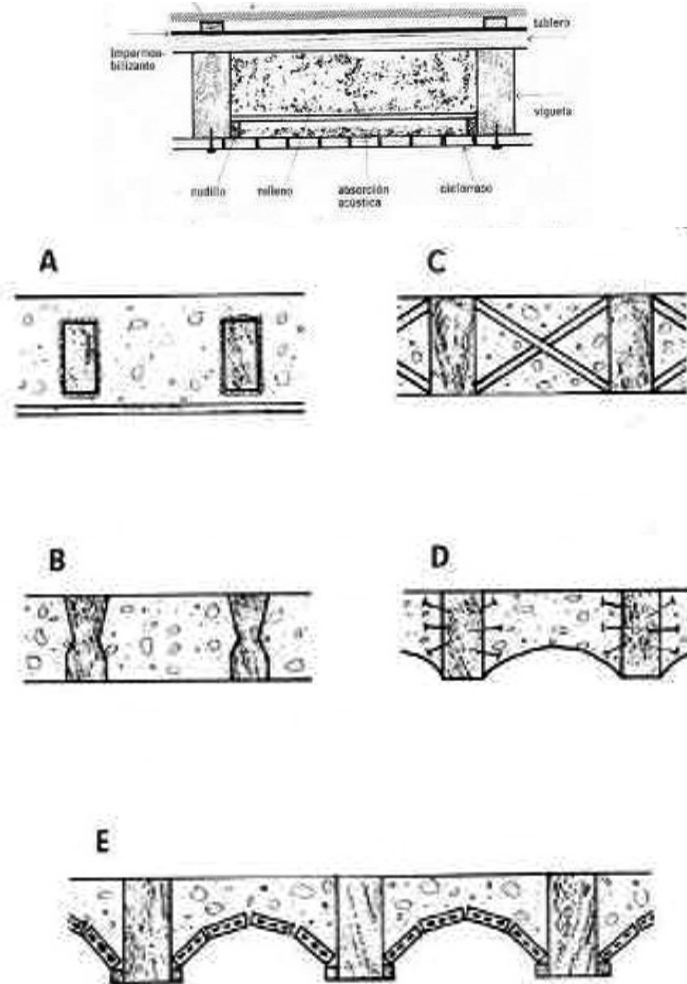 tablero
impermea-
bilizante
vigueta
nudillo relleno absorción cielorraso
acústica
A
C
B
D
E